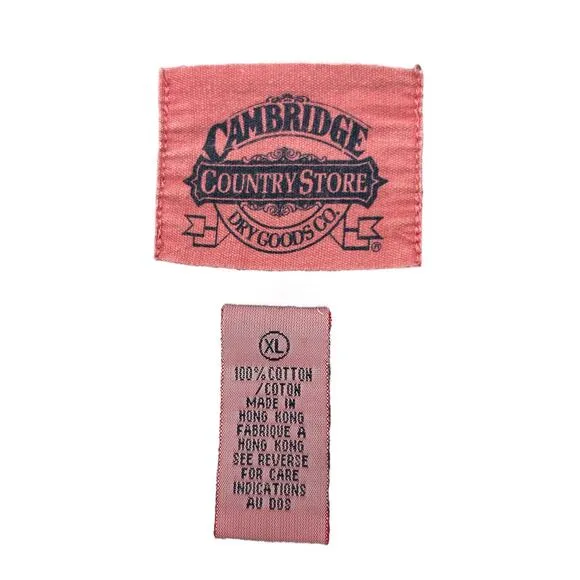 CAMBRIDGE
COUNTRY STORE
DRY GOODS CO.
®
XL
100% COTTON
/COTON
MADE IN
HONG KONG
FABRIQUE A
HONG KONG
SEE REVERSE
FOR CARE
INDICATIONS
AU DOS